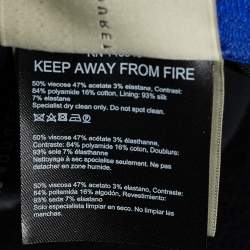 KEEP AWAY FROM FIRE
50% viscose 47% acetate 3% elastane, Contrast:
84% polyamide 16% cotton, Lining: 93% silk
7% elastane
Specialist dry clean only. Do not spot clean.
50% viscose 47% acétate 3% élasthanne,
Contraste: 84% polyamide 16% coton, Doublure:
93% soie 7% élasthanne
Nettoyage à sec specialise seulement. Ne pas
detacher en zone humide.
50% viscosa 47% acetato 3% elastano, Contraste:
84% poliamida 16% algodón, Revestimiento:
93% seda 7% elastano
Solo limpiar en seco especialista. No limpiar las
manchas.